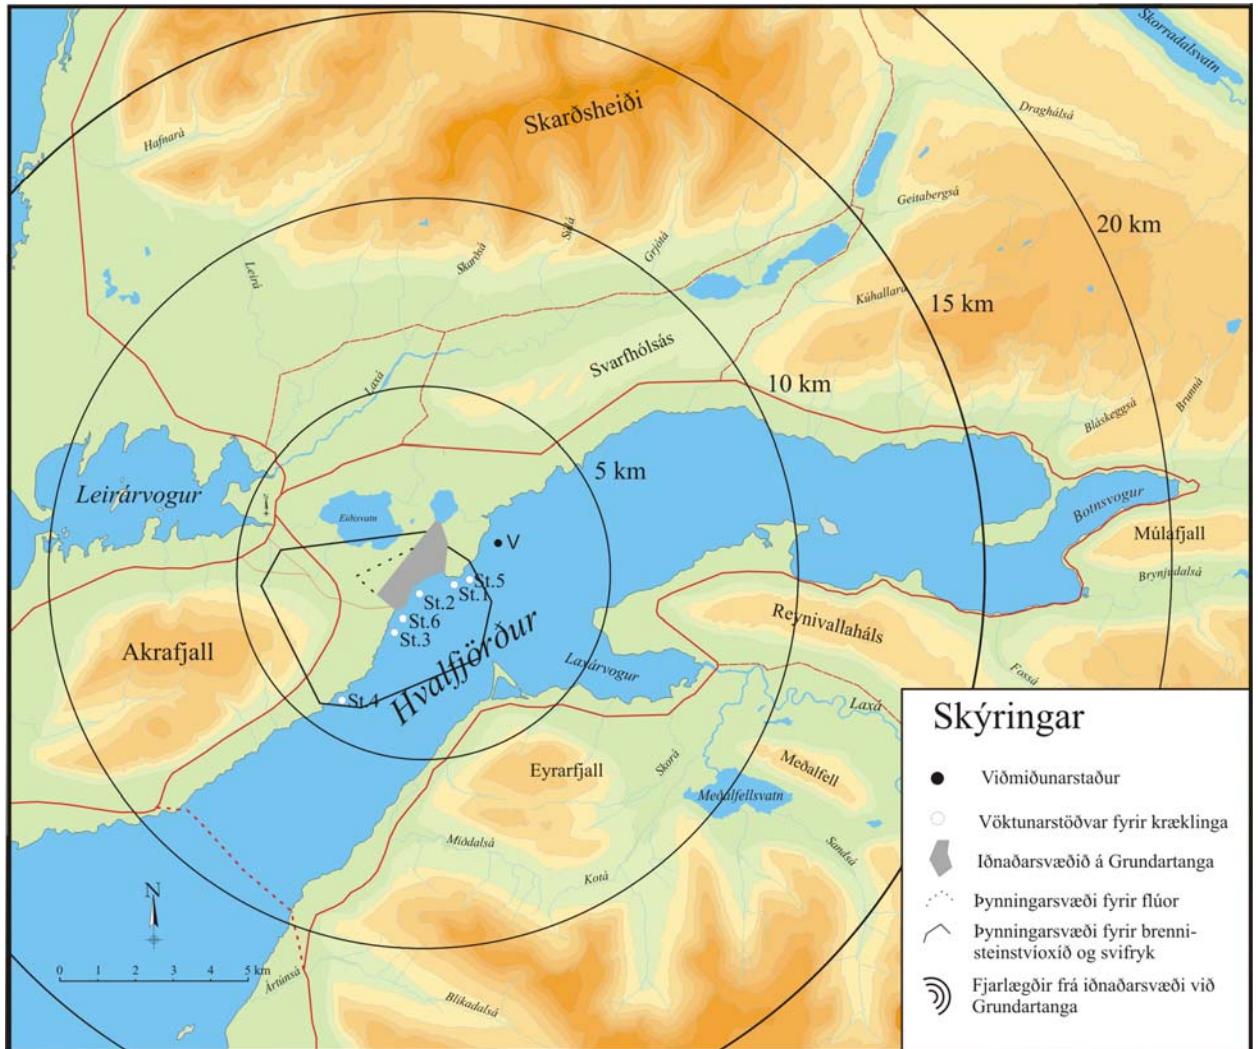 Skorradalsvatn
Skarðsheiði
Draghálsá
Hafnará
Geitabergsá
20 km
Súlá
Grjótá
Skarðsá
Leirá
Kúhallará
15 km
Svarfhólsás
Laxá
10 km
Brunná
Bláskeggsá
5 km
Leirárvogur
Botnsvogur
Eiðisvatn
Múlafjall
V
Brynjudalsá
St.5
St.1
St.2
St.6
St.3
Reynivallaháls
Akrafjall
Hvalfjörður
Laxárvogur
Fossá
St.4
Laxá
Skýringar
Viðmiðunarstaður
Vöktunarstöðvar fyrir kræklinga
Iðnaðarsvæðið á Grundartanga
Þynningarsvæði fyrir flúor
Þynningarsvæði fyrir brenni-
steinstvíoxíð og svifryk
Fjarlægðir frá iðnaðarsvæði við
Grundartanga
Eyrarfjall
Skorá
Meðalfell
Meðalfellsvatn
Miðdalsá
Sandsá
Kotá
N
0 1 2 3 4 5 km
Ártúnsá
Blikadalsá